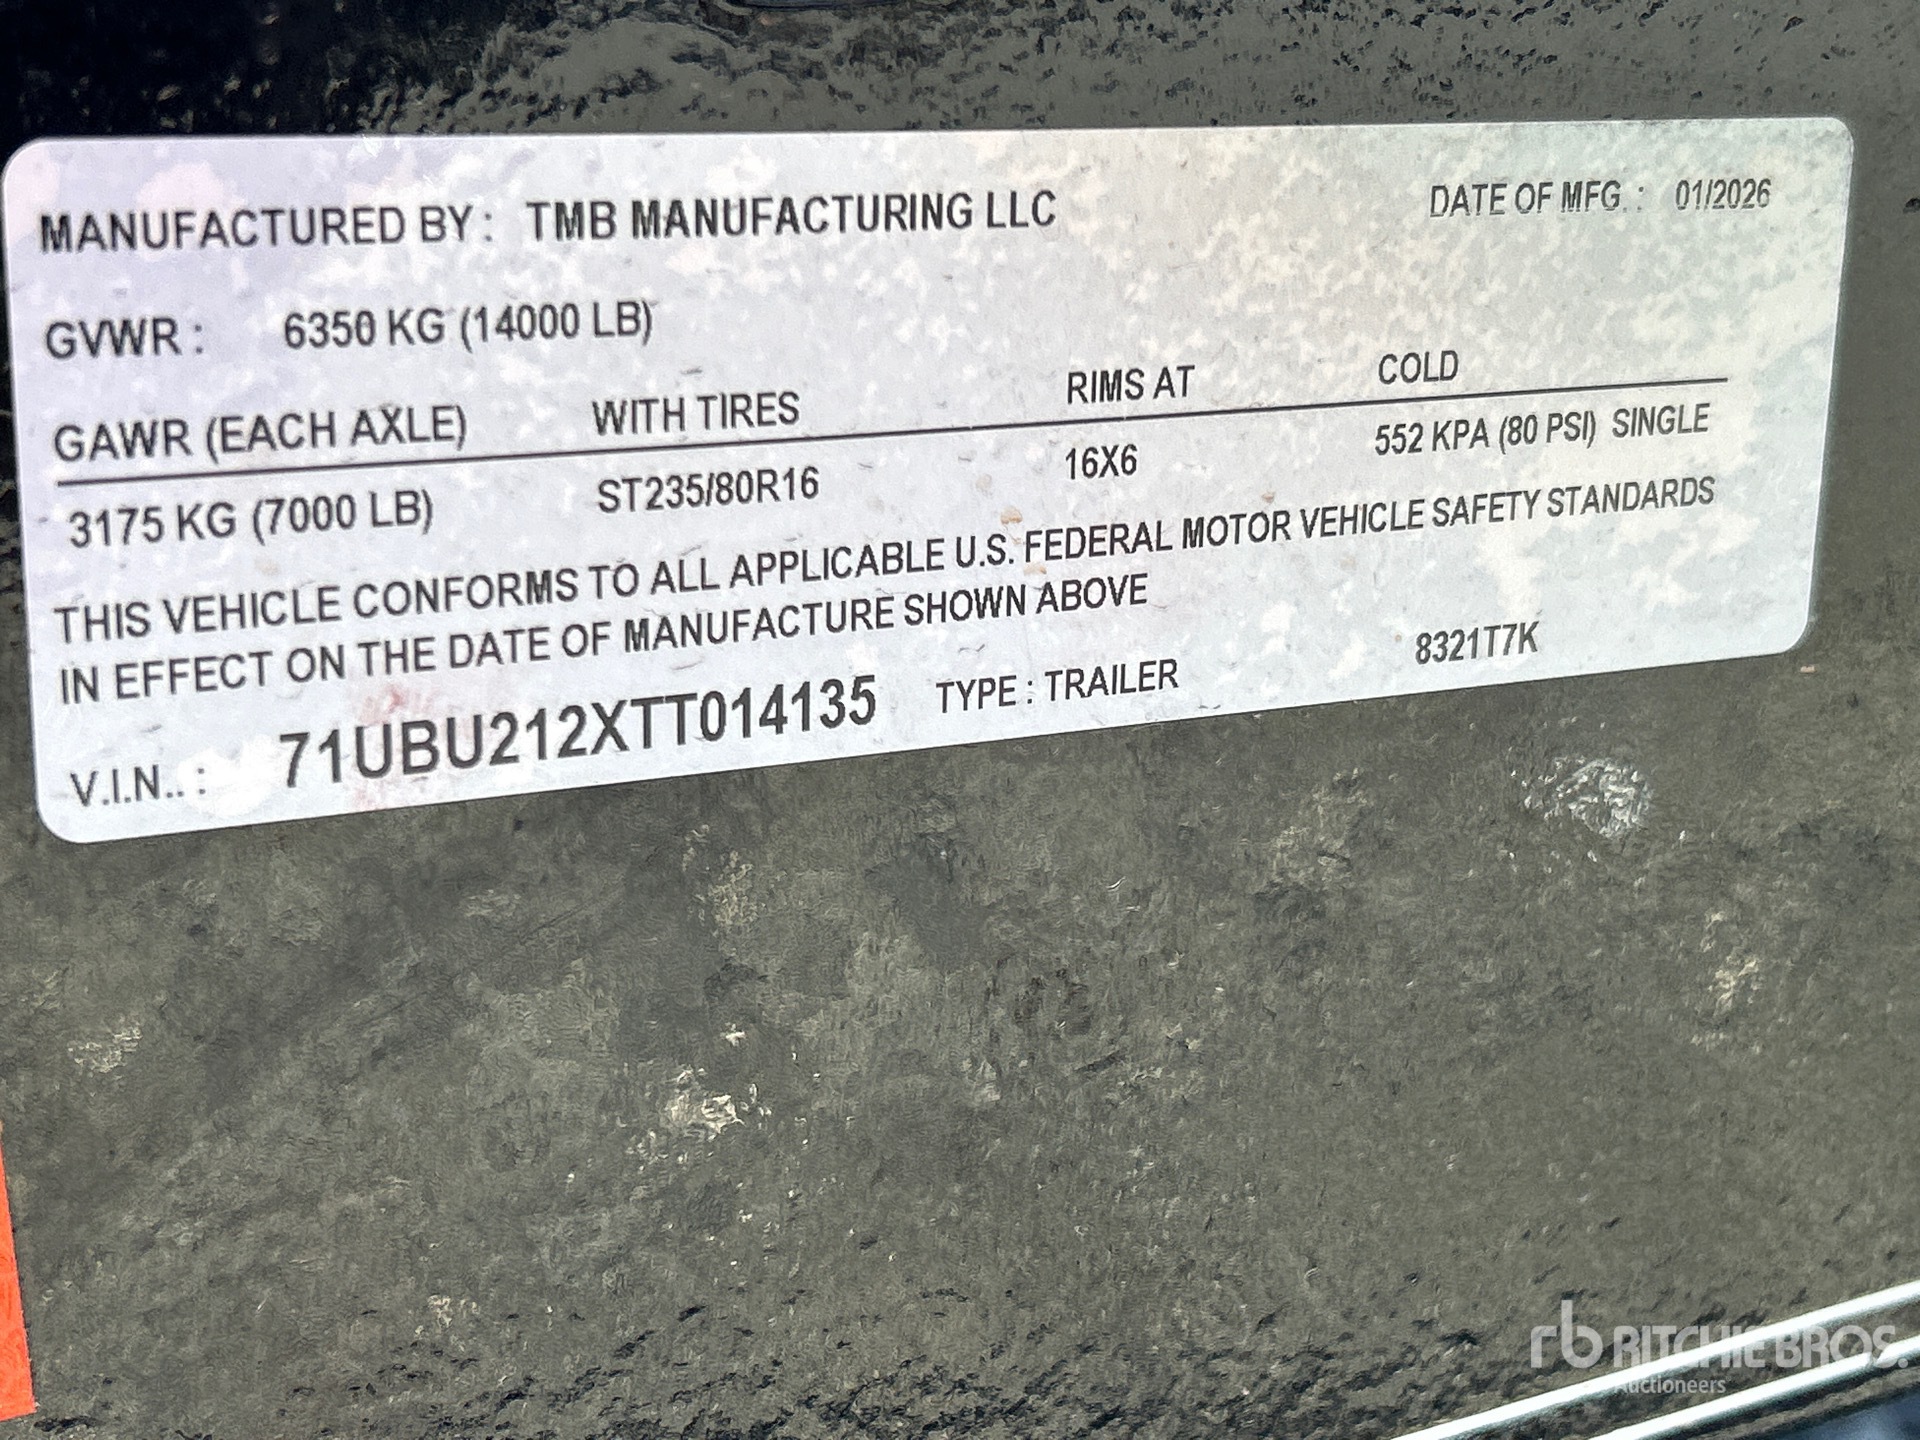 MANUFACTURED BY : TMB MANUFACTURING LLC DATE OF MFG. : 01/2026
GVWR : 6350 KG (14000 LB)
GAWR (EACH AXLE) WITH TIRES RIMS AT COLD
3175 KG (7000 LB) ST235/80R16 16X6 552 KPA (80 PSI) SINGLE
THIS VEHICLE CONFORMS TO ALL APPLICABLE U.S. FEDERAL MOTOR VEHICLE SAFETY STANDARDS
IN EFFECT ON THE DATE OF MANUFACTURE SHOWN ABOVE
V.I.N.. : 71UBU212XTT014135 TYPE : TRAILER 8321T7K
rb RITCHIE BROS.
Auctioneers